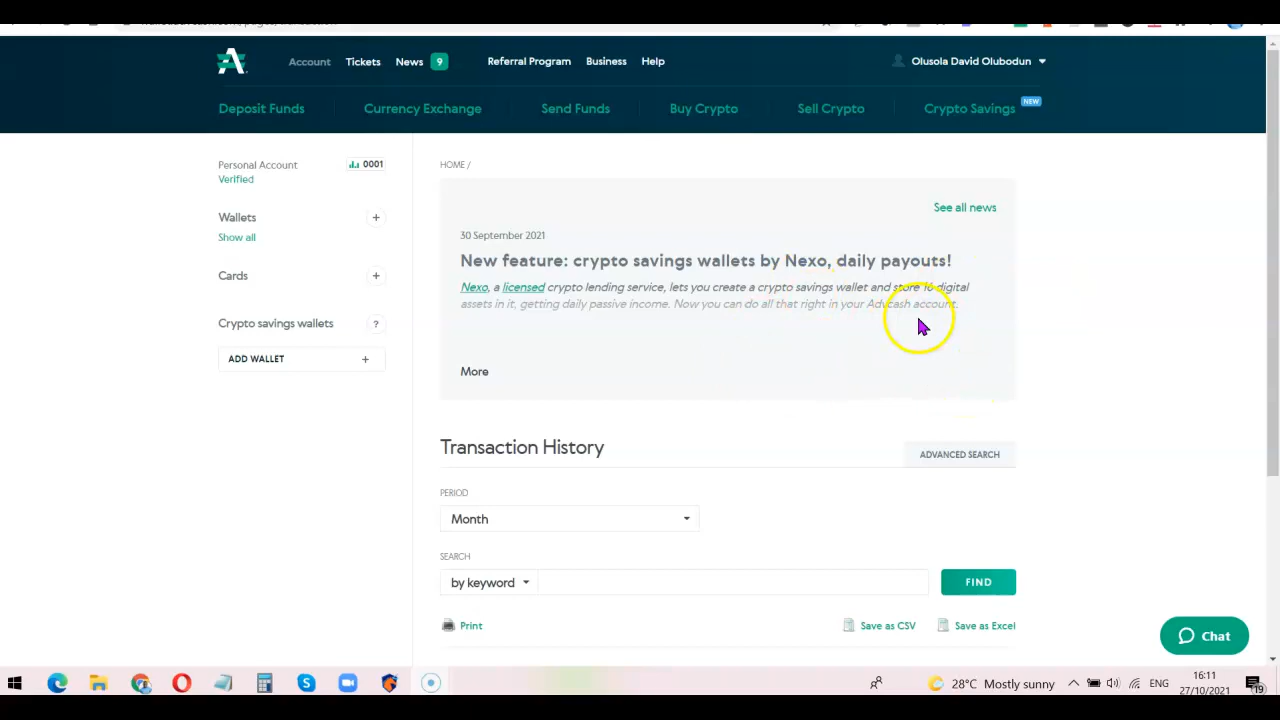 Account
Tickets
News 9
Referral Program
Business
Help
Olusola David Olubodun
Deposit Funds
Currency Exchange
Send Funds
Buy Crypto
Sell Crypto
Crypto Savings NEW
Personal Account 0001
Verified
Wallets +
Show all
Cards +
Crypto savings wallets ?
ADD WALLET +
HOME /
See all news
30 September 2021
New feature: crypto savings wallets by Nexo, daily payouts!
Nexo, a licensed crypto lending service, lets you create a crypto savings wallet and store 16 digital
assets in it, getting daily passive income. Now you can do all that right in your Advcash account.
More
Transaction History
ADVANCED SEARCH
PERIOD
Month
SEARCH
by keyword
FIND
Print
Save as CSV
Save as Excel
Chat
28°C Mostly sunny
ENG
16:11
27/10/2021
19